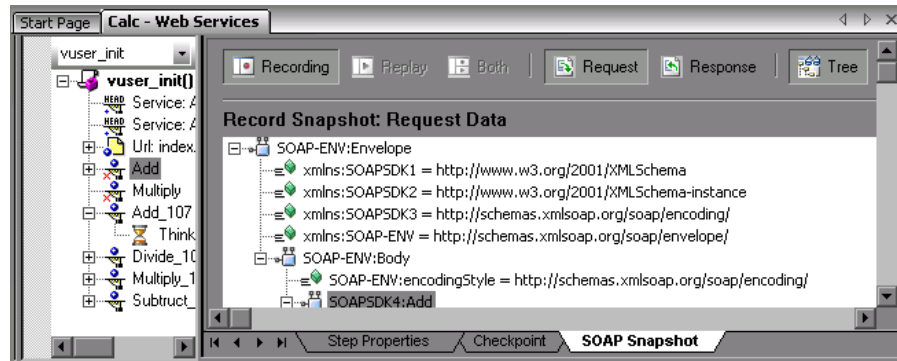 Start Page
Calc - Web Services
vuser_init
vuser_init()
Service: A
Service: A
Url: index.
Add
Multiply
Add_107
Think
Divide_10
Multiply_1
Subtruct_
Recording
Replay
Both
Request
Response
Tree
Record Snapshot: Request Data
SOAP-ENV:Envelope
xmlns:SOAPSDK1 = http://www.w3.org/2001/XMLSchema
xmlns:SOAPSDK2 = http://www.w3.org/2001/XMLSchema-instance
xmlns:SOAPSDK3 = http://schemas.xmlsoap.org/soap/encoding/
xmlns:SOAP-ENV = http://schemas.xmlsoap.org/soap/envelope/
SOAP-ENV:Body
SOAP-ENV:encodingStyle = http://schemas.xmlsoap.org/soap/encoding/
SOAPSDK4:Add
Step Properties
Checkpoint
SOAP Snapshot